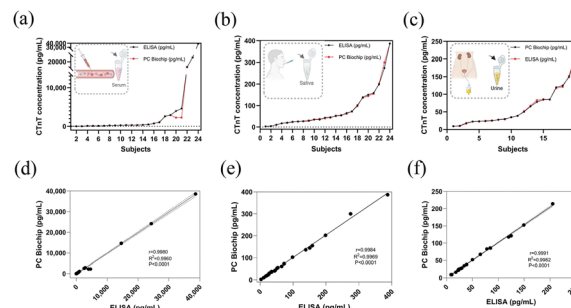 (a)
CTnT concentration (pg/mL)
40,000
30,000
10,000
0
ELISA (pg/mL)
PC Biochip (pg/mL)
Serum
2 4 6 8 10 12 14 16 18 20 22 24
Subjects
(b)
CTnT concentration (pg/mL)
400
300
200
100
0
ELISA (pg/mL)
PC Biochip (pg/mL)
Saliva
2 4 6 8 10 12 14 16 18 20 22 24
Subjects
(c)
CTnT concentration (pg/mL)
250
200
150
100
50
0
PC Biochip (pg/mL)
ELISA (pg/mL)
Urine
0 5 10 15
Subjects
(d)
PC Biochip (pg/mL)
40,000
30,000
20,000
10,000
0
r=0.9980
R²=0.9960
P<0.0001
0 10,000 20,000 30,000 40,000
ELISA (pg/mL)
(e)
PC Biochip (pg/mL)
400
300
200
100
0
r=0.9984
R²=0.9969
P<0.0001
0 100 200 300 400
ELISA (pg/mL)
(f)
PC Biochip (pg/mL)
250
200
150
100
50
0
r=0.9991
R²=0.9982
P<0.0001
0 50 100 150 200
ELISA (pg/mL)